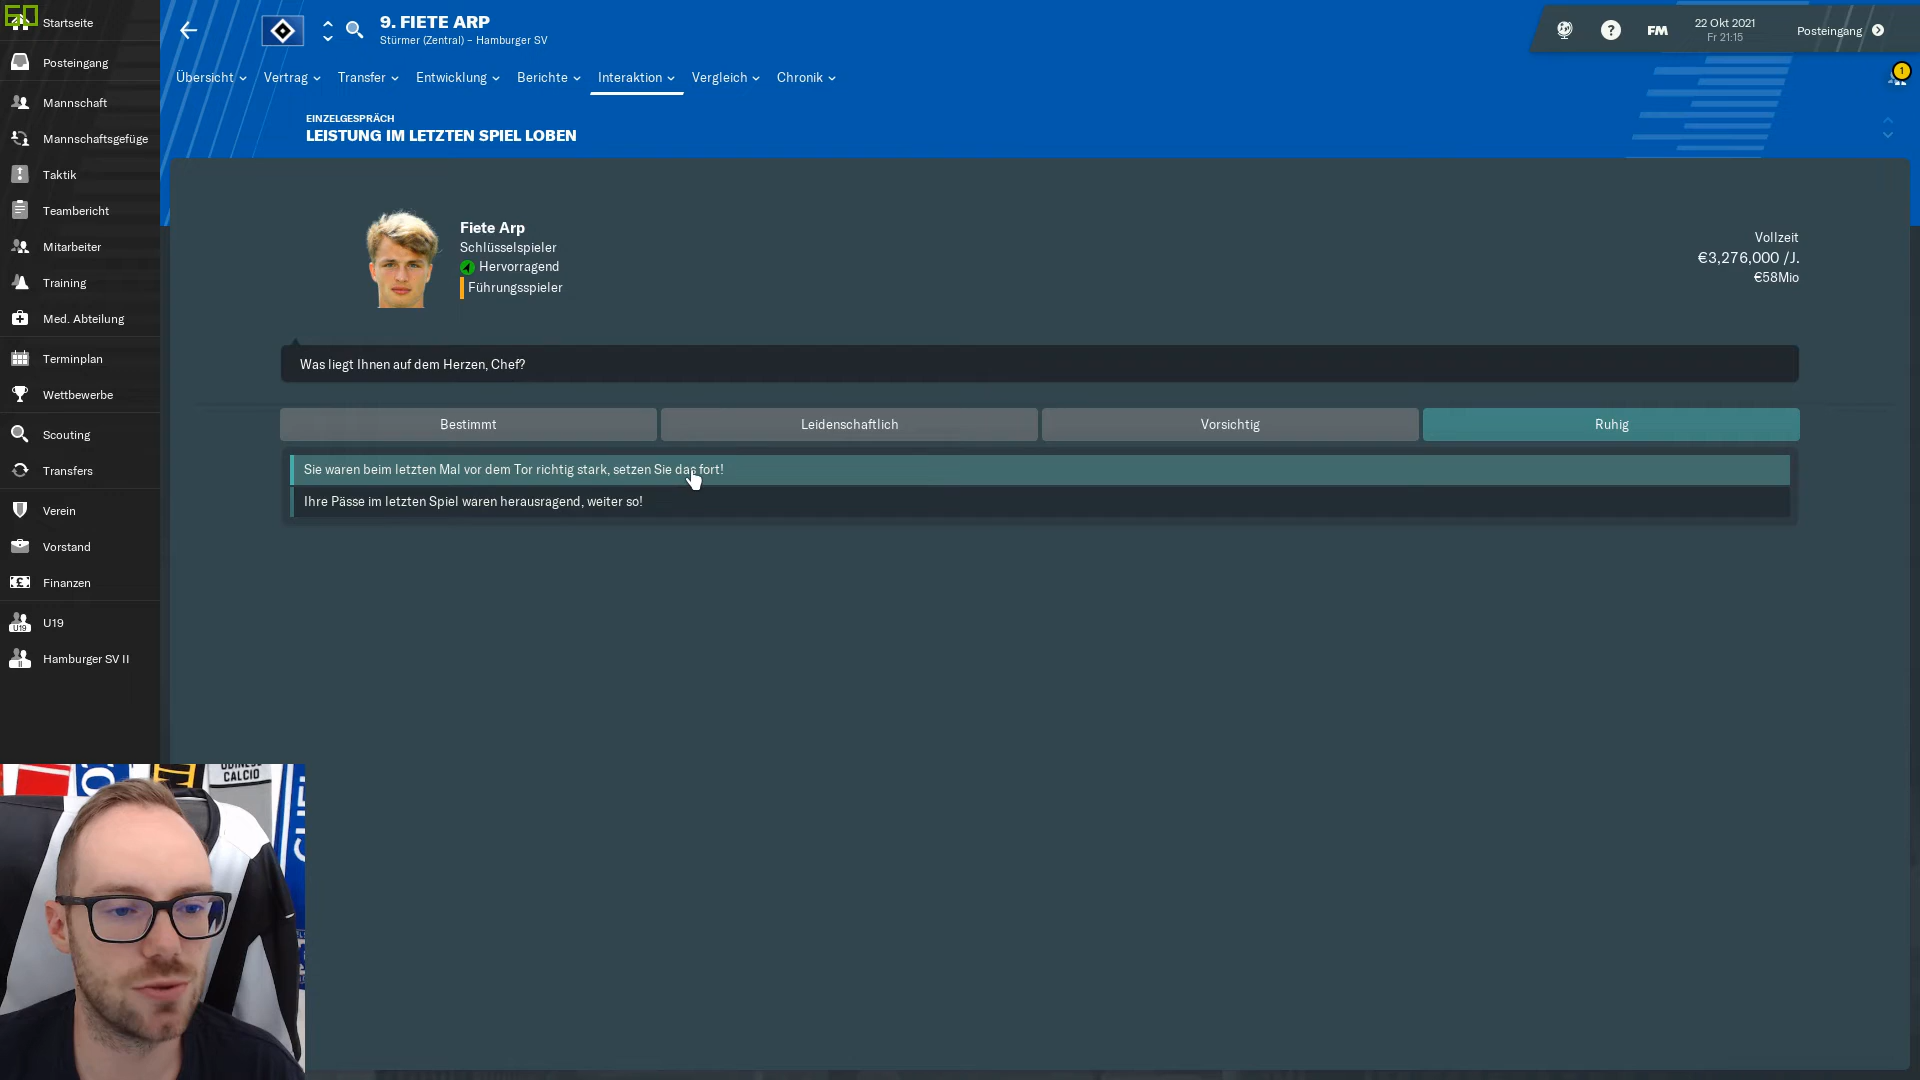 60
Startseite
Posteingang
Mannschaft
Mannschaftsgefüge
Taktik
Teambericht
Mitarbeiter
Training
Med. Abteilung
Terminplan
Wettbewerbe
Scouting
Transfers
Verein
Vorstand
Finanzen
U19
U19
II
Hamburger SV II
9. FIETE ARP
Stürmer (Zentral) – Hamburger SV
?
FM
22 Okt 2021
Fr 21:15
Posteingang
1
Übersicht
Vertrag
Transfer
Entwicklung
Berichte
Interaktion
Vergleich
Chronik
EINZELGESPRÄCH
LEISTUNG IM LETZTEN SPIEL LOBEN
Fiete Arp
Schlüsselspieler
Hervorragend
Führungsspieler
Vollzeit
€3,276,000 /J.
€58Mio
Was liegt Ihnen auf dem Herzen, Chef?
Bestimmt
Leidenschaftlich
Vorsichtig
Ruhig
Sie waren beim letzten Mal vor dem Tor richtig stark, setzen Sie das fort!
Ihre Pässe im letzten Spiel waren herausragend, weiter so!
CALCIO